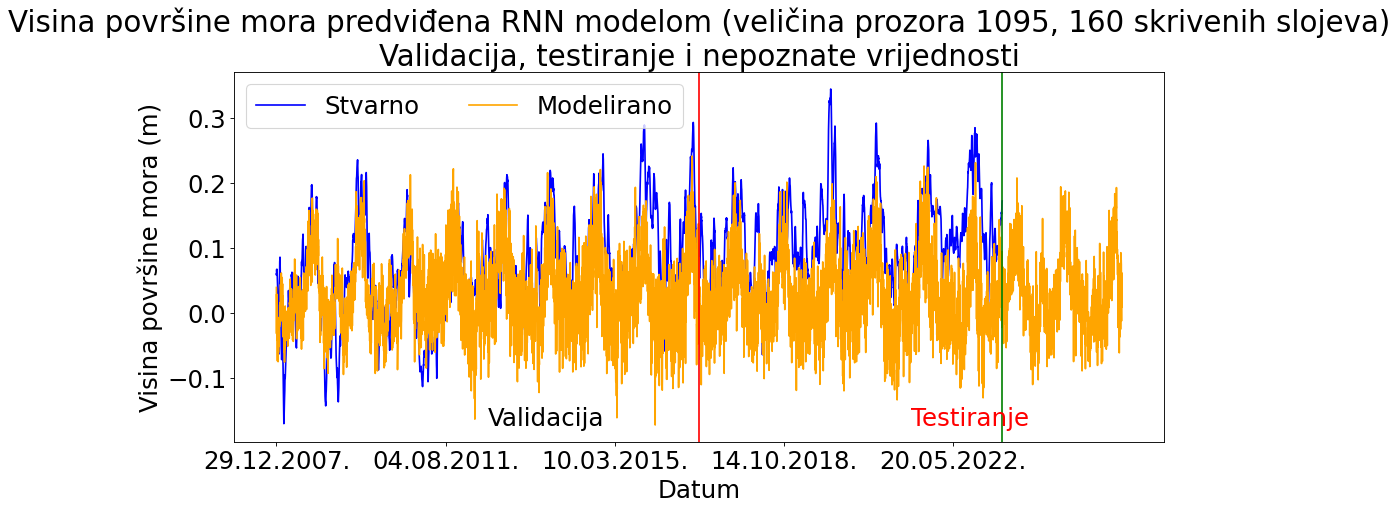 Visina površine mora predviđena RNN modelom (veličina prozora 1095, 160 skrivenih slojeva)
Validacija, testiranje i nepoznate vrijednosti
Stvarno
Modelirano
Visina površine mora (m)
0.3
0.2
0.1
0.0
−0.1
Validacija
Testiranje
29.12.2007.
04.08.2011.
10.03.2015.
14.10.2018.
20.05.2022.
Datum